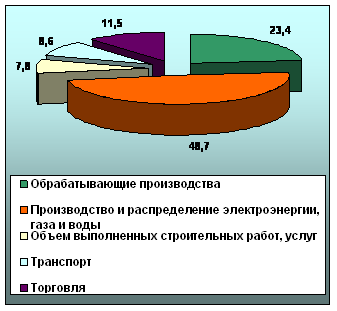 11,5
23,4
8,6
7,8
48,7
Обрабатывающие производства
Производство и распределение электроэнергии,
газа и воды
Объем выполненных строительных работ, услуг
Транспорт
Торговля